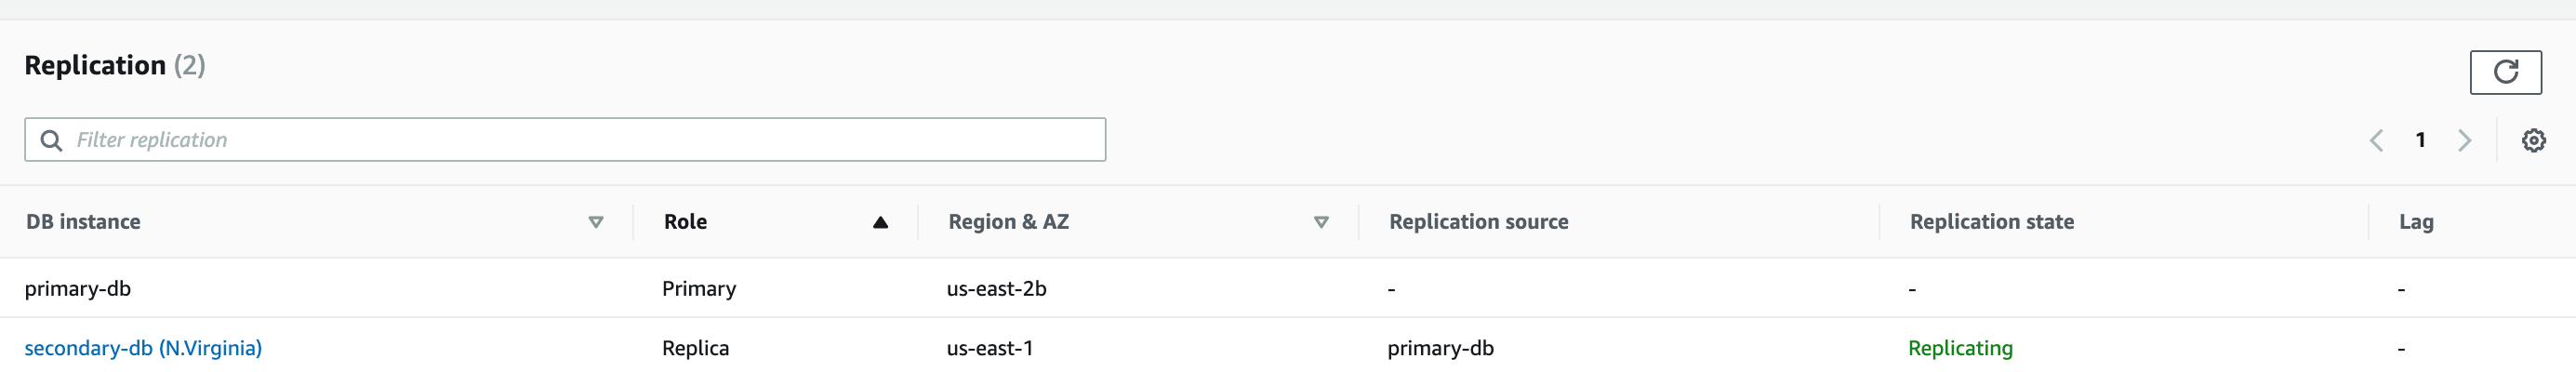 Replication (2)
Filter replication
1
DB instance Role Region & AZ Replication source Replication state Lag
primary-db Primary us-east-2b - - -
secondary-db (N.Virginia) Replica us-east-1 primary-db Replicating -